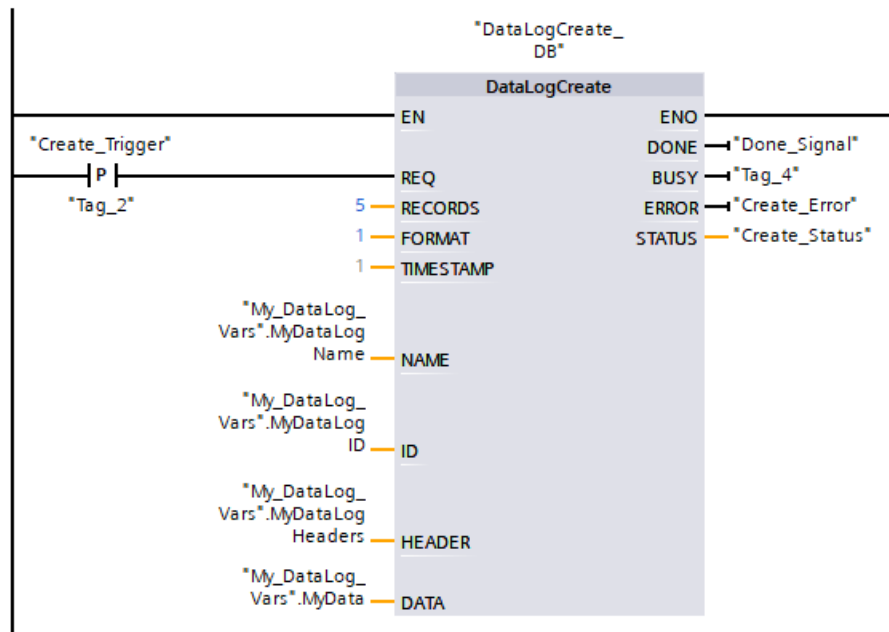 "DataLogCreate_
DB"
DataLogCreate
EN
ENO
"Create_Trigger"
DONE
"Done_Signal"
P
REQ
BUSY
"Tag_4"
"Tag_2"
5
RECORDS
ERROR
"Create_Error"
1
FORMAT
STATUS
"Create_Status"
1
TIMESTAMP
"My_DataLog_
Vars".MyDataLog
Name
NAME
"My_DataLog_
Vars".MyDataLog
ID
ID
"My_DataLog_
Vars".MyDataLog
Headers
HEADER
"My_DataLog_
Vars".MyData
DATA